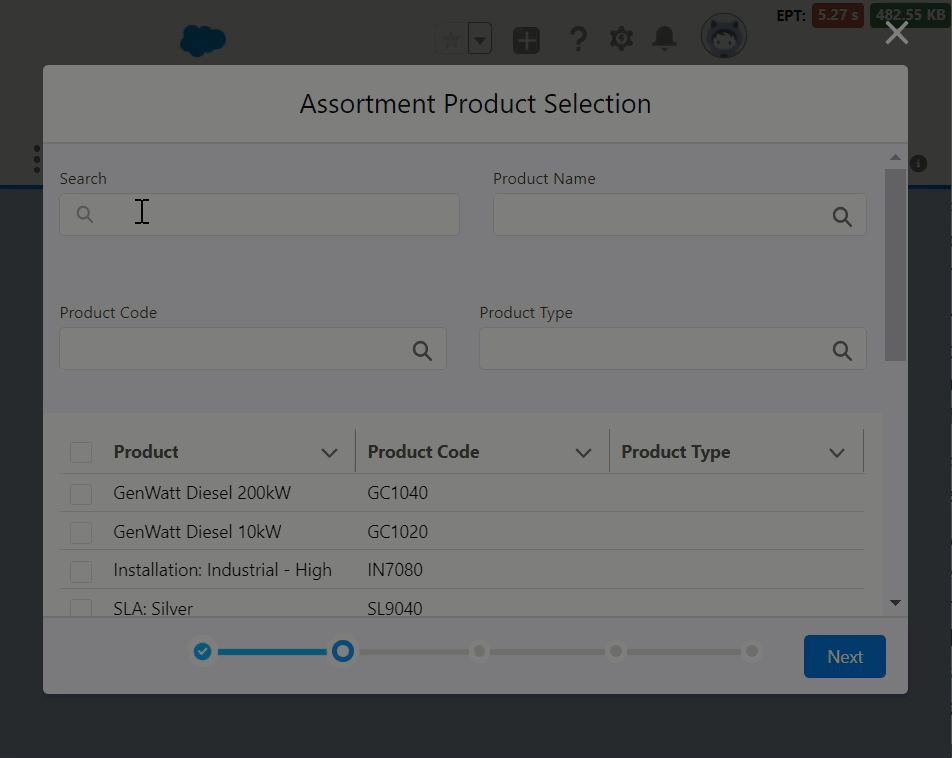 EPT: 5.27 s 482.55 KB
Assortment Product Selection
Search Product Name
Product Code Product Type
Product Product Code Product Type
GenWatt Diesel 200kW GC1040
GenWatt Diesel 10kW GC1020
Installation: Industrial - High IN7080
SLA: Silver SL9040
Next